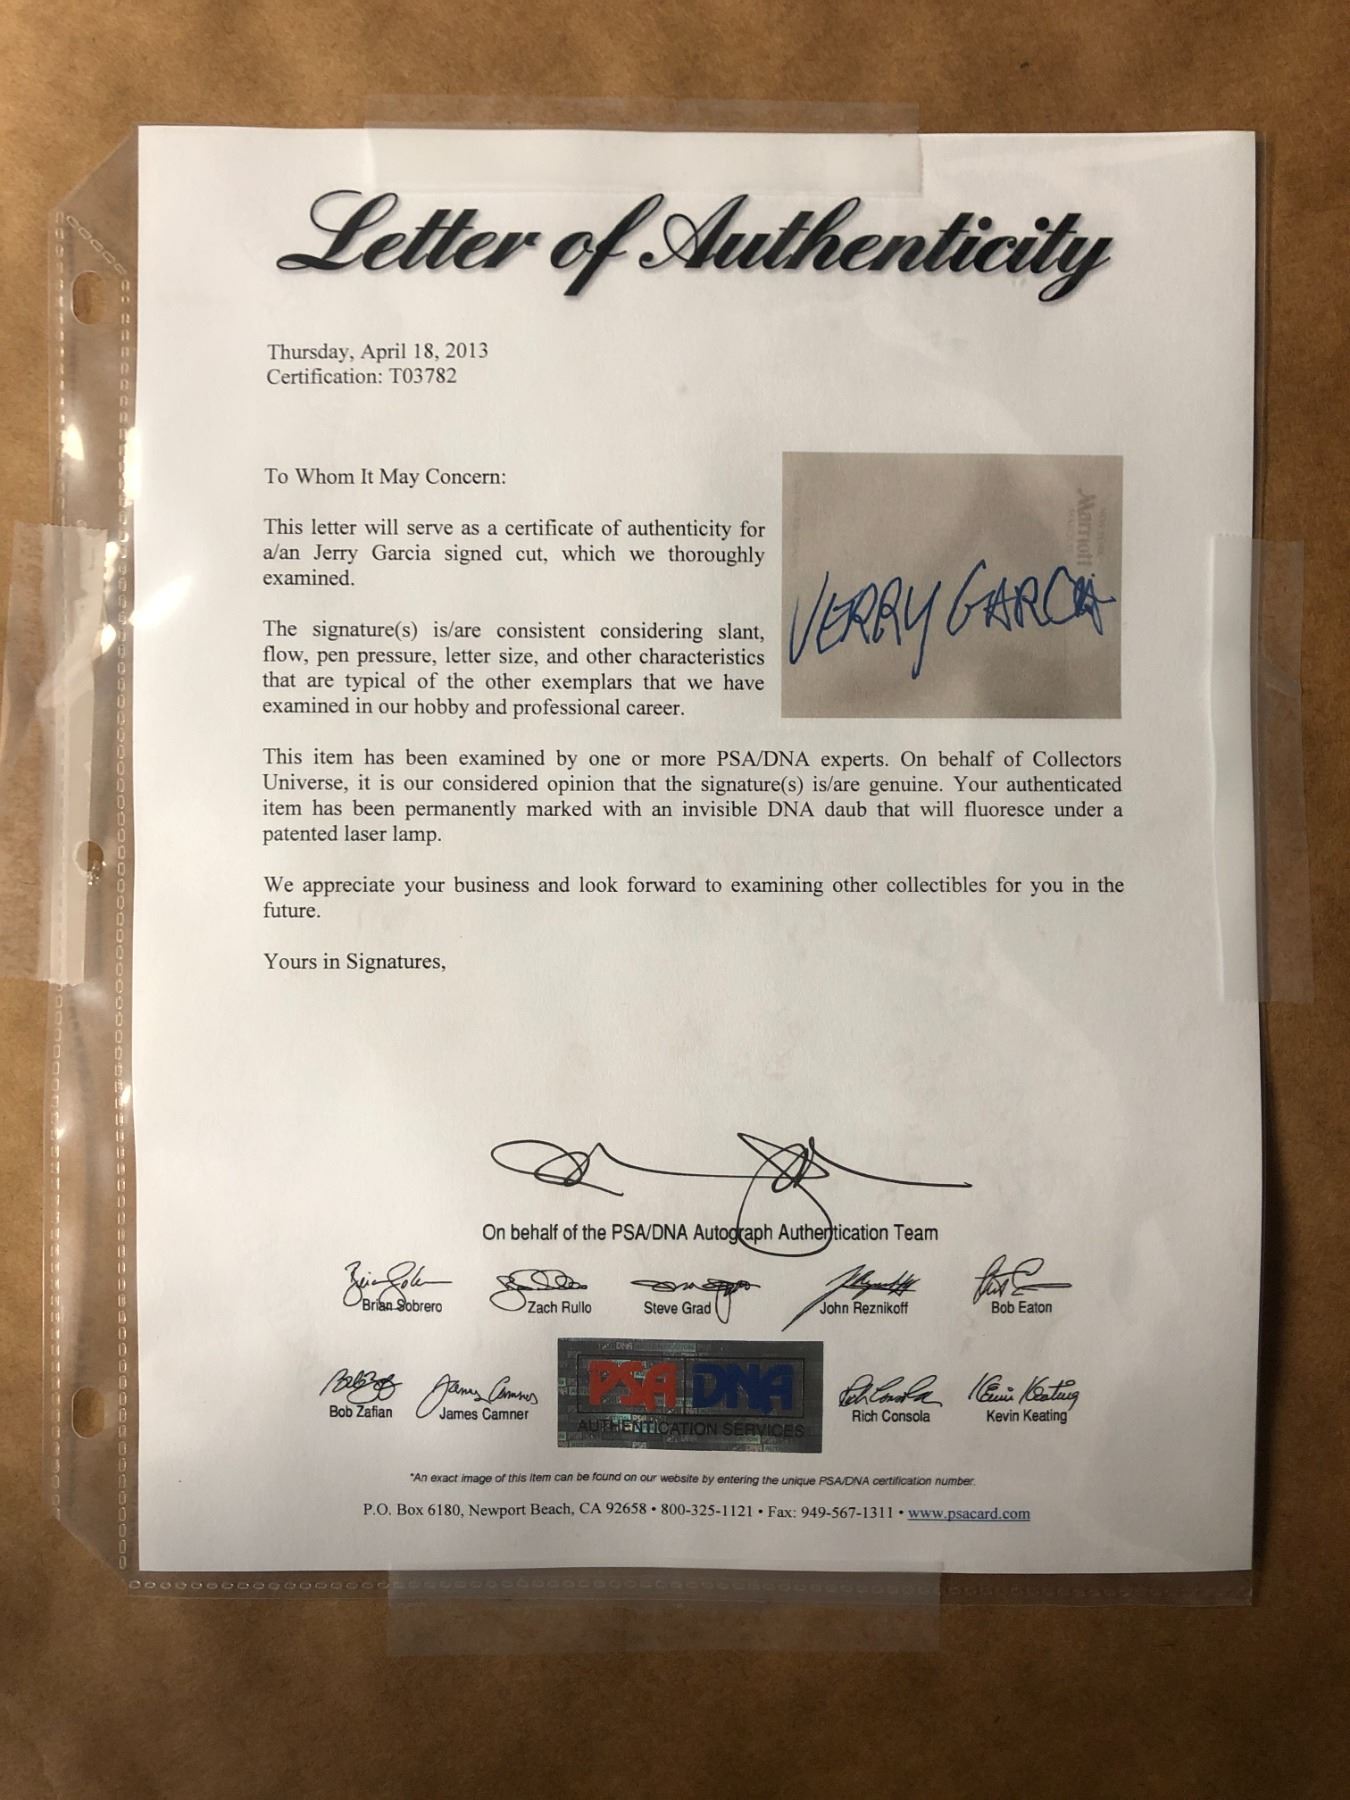 Letter of Authenticity
Thursday, April 18, 2013
Certification: T03782
To Whom It May Concern:
This letter will serve as a certificate of authenticity for
a/an Jerry Garcia signed cut, which we thoroughly
examined.
The signature(s) is/are consistent considering slant,
flow, pen pressure, letter size, and other characteristics
that are typical of the other exemplars that we have
examined in our hobby and professional career.
Marriott
JERRY GARCIA
This item has been examined by one or more PSA/DNA experts. On behalf of Collectors
Universe, it is our considered opinion that the signature(s) is/are genuine. Your authenticated
item has been permanently marked with an invisible DNA daub that will fluoresce under a
patented laser lamp.
We appreciate your business and look forward to examining other collectibles for you in the
future.
Yours in Signatures,
On behalf of the PSA/DNA Autograph Authentication Team
Brian Sobrero Zach Rullo Steve Grad John Reznikoff Bob Eaton
PSA DNA
AUTHENTICATION SERVICES
Bob Zafian James Camner Rich Consola Kevin Keating
*An exact image of this item can be found on our website by entering the unique PSA/DNA certification number.
P.O. Box 6180, Newport Beach, CA 92658 • 800-325-1121 • Fax: 949-567-1311 • www.psacard.com